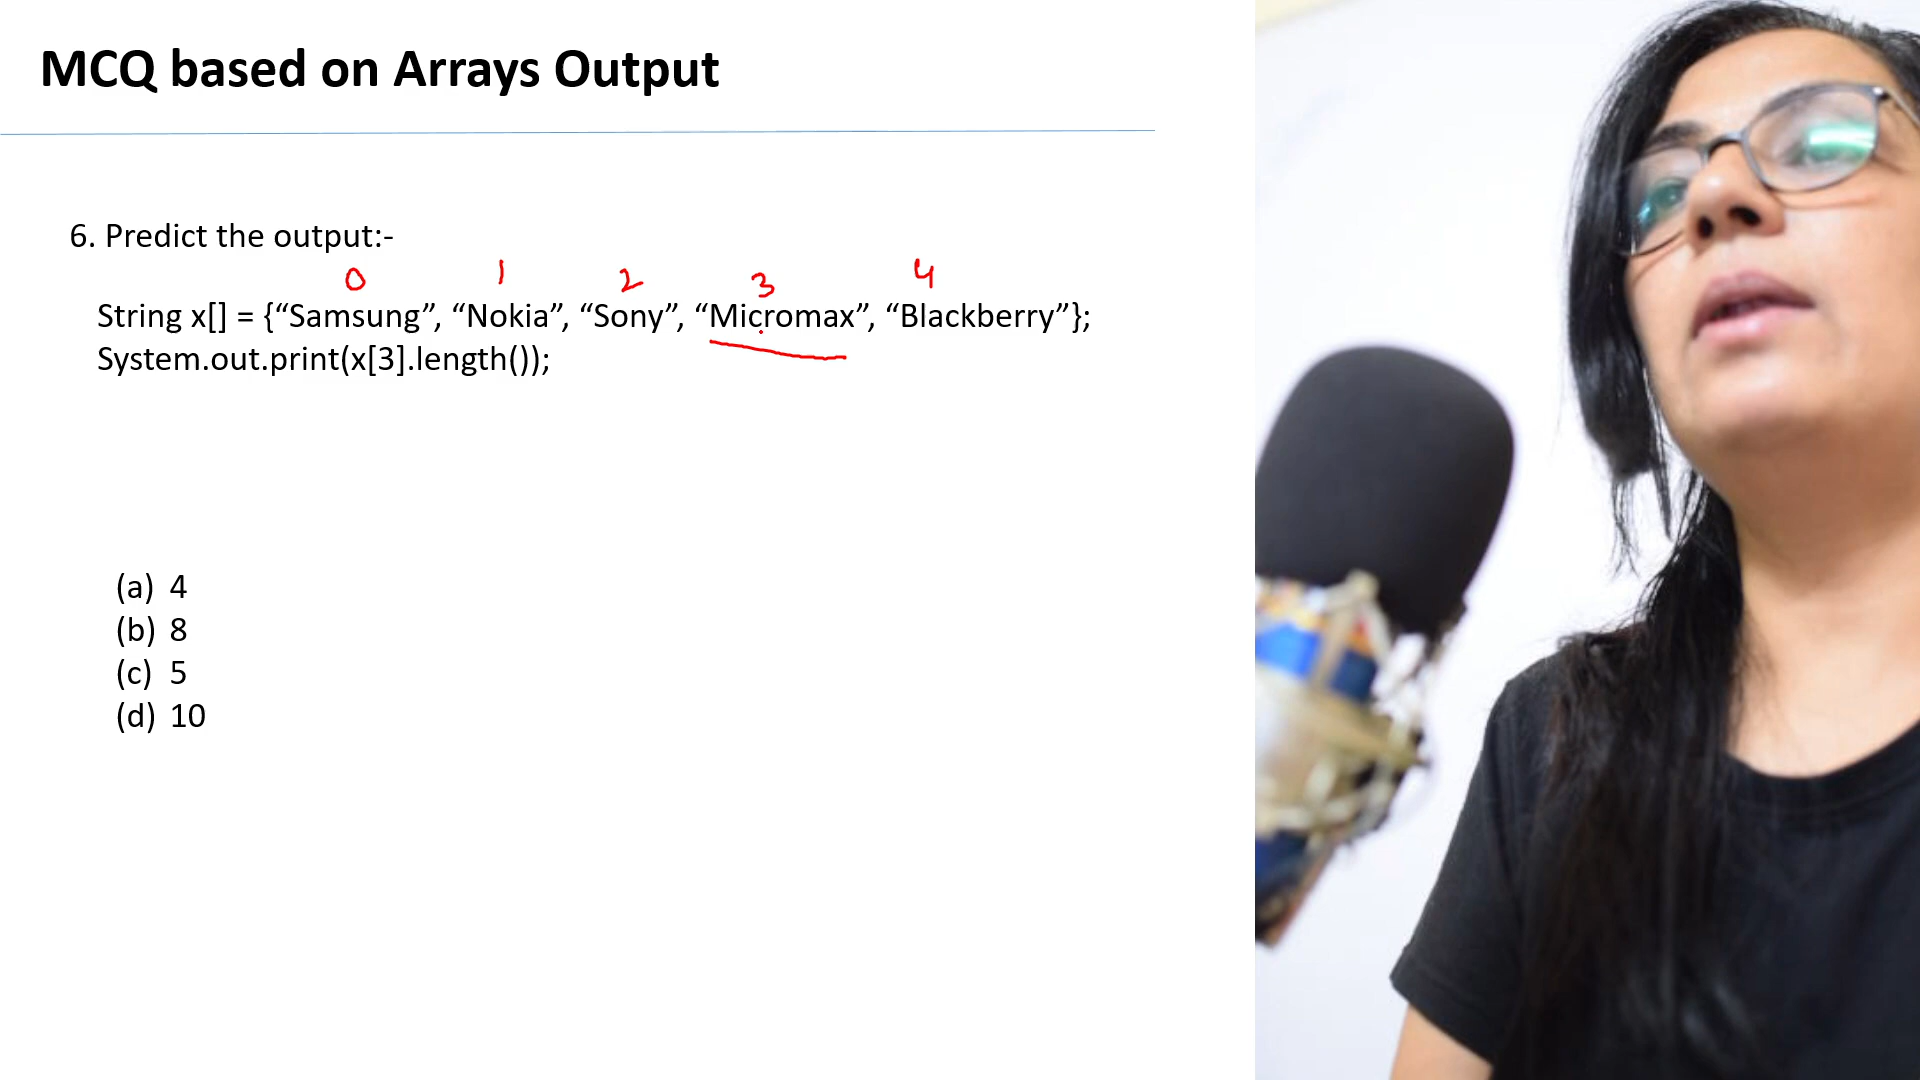 MCQ based on Arrays Output
6. Predict the output:-
0 1 2 3 4
String x[] = {“Samsung”, “Nokia”, “Sony”, “Micromax”, “Blackberry”};
System.out.print(x[3].length());
(a) 4
(b) 8
(c) 5
(d) 10